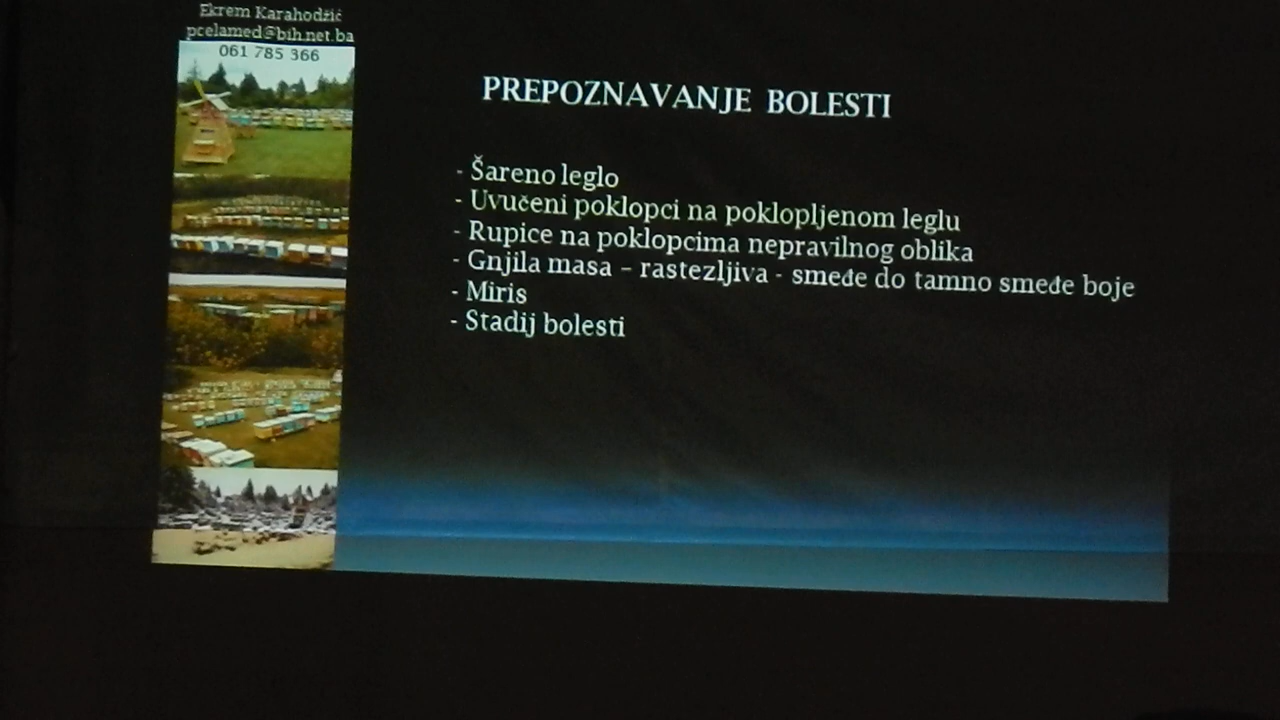 Ekrem Karahodžić
pcelamed@bih.net.ba
061 785 366
PREPOZNAVANJE BOLESTI
- Šareno leglo
- Uvučeni poklopci na poklopljenom leglu
- Rupice na poklopcima nepravilnog oblika
- Gnjila masa – rastezljiva - smeđe do tamno smeđe boje
- Miris
- Stadij bolesti